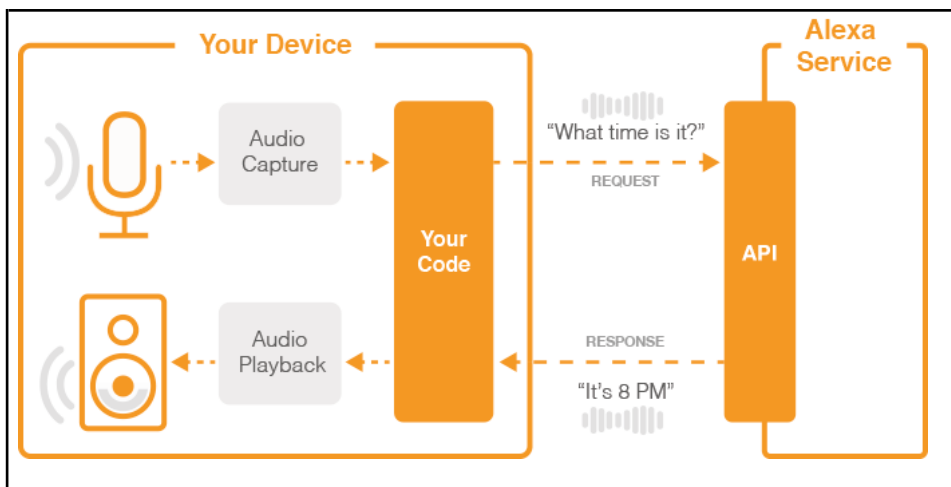 Your Device
Alexa
Service
Audio
Capture
"What time is it?"
REQUEST
Your
Code
API
Audio
Playback
RESPONSE
"It's 8 PM"